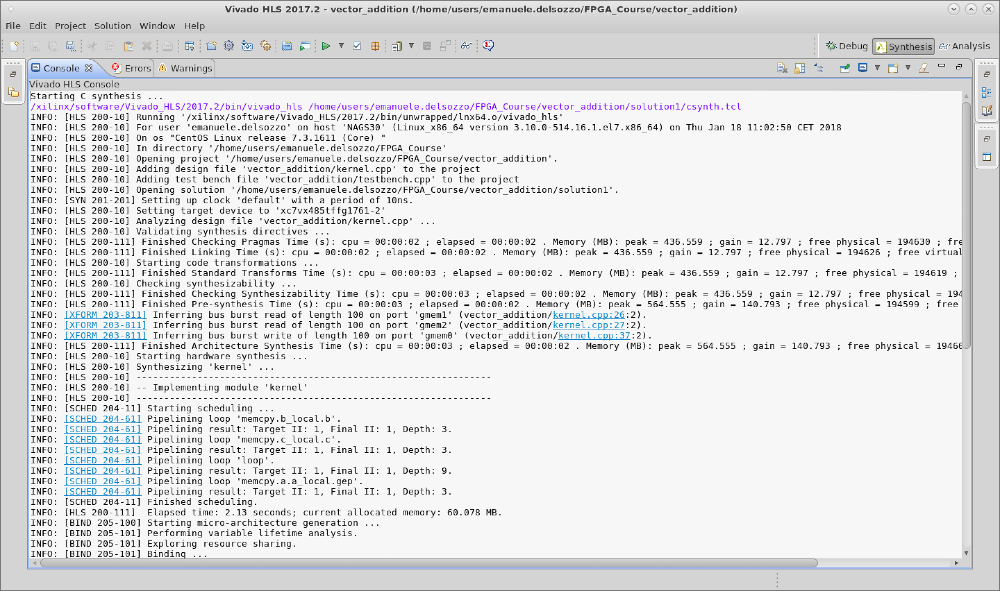 Vivado HLS 2017.2 - vector_addition (/home/users/emanuele.delsozzo/FPGA_Course/vector_addition)
File Edit Project Solution Window Help
Debug Synthesis Analysis
Console Errors Warnings
Vivado HLS Console
Starting C synthesis ...
/xilinx/software/Vivado_HLS/2017.2/bin/vivado_hls /home/users/emanuele.delsozzo/FPGA_Course/vector_addition/solution1/csynth.tcl
INFO: [HLS 200-10] Running '/xilinx/software/Vivado_HLS/2017.2/bin/unwrapped/lnx64.o/vivado_hls'
INFO: [HLS 200-10] For user 'emanuele.delsozzo' on host 'NAGS30' (Linux_x86_64 version 3.10.0-514.16.1.el7.x86_64) on Thu Jan 18 11:02:50 CET 2018
INFO: [HLS 200-10] On os "CentOS Linux release 7.3.1611 (Core) "
INFO: [HLS 200-10] In directory '/home/users/emanuele.delsozzo/FPGA_Course'
INFO: [HLS 200-10] Opening project '/home/users/emanuele.delsozzo/FPGA_Course/vector_addition'.
INFO: [HLS 200-10] Adding design file 'vector_addition/kernel.cpp' to the project
INFO: [HLS 200-10] Adding test bench file 'vector_addition/testbench.cpp' to the project
INFO: [HLS 200-10] Opening solution '/home/users/emanuele.delsozzo/FPGA_Course/vector_addition/solution1'.
INFO: [SYN 201-201] Setting up clock 'default' with a period of 10ns.
INFO: [HLS 200-10] Setting target device to 'xc7vx485tffg1761-2'
INFO: [HLS 200-10] Analyzing design file 'vector_addition/kernel.cpp' ...
INFO: [HLS 200-10] Validating synthesis directives ...
INFO: [HLS 200-111] Finished Checking Pragmas Time (s): cpu = 00:00:02 ; elapsed = 00:00:02 . Memory (MB): peak = 436.559 ; gain = 12.797 ; free physical = 194630 ; fre
INFO: [HLS 200-111] Finished Linking Time (s): cpu = 00:00:02 ; elapsed = 00:00:02 . Memory (MB): peak = 436.559 ; gain = 12.797 ; free physical = 194626 ; free virtual
INFO: [HLS 200-10] Starting code transformations ...
INFO: [HLS 200-111] Finished Standard Transforms Time (s): cpu = 00:00:03 ; elapsed = 00:00:02 . Memory (MB): peak = 436.559 ; gain = 12.797 ; free physical = 194619 ;
INFO: [HLS 200-10] Checking synthesizability ...
INFO: [HLS 200-111] Finished Checking Synthesizability Time (s): cpu = 00:00:03 ; elapsed = 00:00:02 . Memory (MB): peak = 436.559 ; gain = 12.797 ; free physical = 194
INFO: [HLS 200-111] Finished Pre-synthesis Time (s): cpu = 00:00:03 ; elapsed = 00:00:02 . Memory (MB): peak = 564.555 ; gain = 140.793 ; free physical = 194599 ; free
INFO: [XFORM 203-811] Inferring bus burst read of length 100 on port 'gmem1' (vector_addition/kernel.cpp:26:2).
INFO: [XFORM 203-811] Inferring bus burst read of length 100 on port 'gmem2' (vector_addition/kernel.cpp:27:2).
INFO: [XFORM 203-811] Inferring bus burst write of length 100 on port 'gmem0' (vector_addition/kernel.cpp:37:2).
INFO: [HLS 200-111] Finished Architecture Synthesis Time (s): cpu = 00:00:03 ; elapsed = 00:00:02 . Memory (MB): peak = 564.555 ; gain = 140.793 ; free physical = 19460
INFO: [HLS 200-10] Starting hardware synthesis ...
INFO: [HLS 200-10] Synthesizing 'kernel' ...
INFO: [HLS 200-10] ----------------------------------------------------------------
INFO: [HLS 200-10] -- Implementing module 'kernel'
INFO: [HLS 200-10] ----------------------------------------------------------------
INFO: [SCHED 204-11] Starting scheduling ...
INFO: [SCHED 204-61] Pipelining loop 'memcpy.b_local.b'.
INFO: [SCHED 204-61] Pipelining result: Target II: 1, Final II: 1, Depth: 3.
INFO: [SCHED 204-61] Pipelining loop 'memcpy.c_local.c'.
INFO: [SCHED 204-61] Pipelining result: Target II: 1, Final II: 1, Depth: 3.
INFO: [SCHED 204-61] Pipelining loop 'loop'.
INFO: [SCHED 204-61] Pipelining result: Target II: 1, Final II: 1, Depth: 9.
INFO: [SCHED 204-61] Pipelining loop 'memcpy.a.a_local.gep'.
INFO: [SCHED 204-61] Pipelining result: Target II: 1, Final II: 1, Depth: 3.
INFO: [SCHED 204-11] Finished scheduling.
INFO: [HLS 200-111]  Elapsed time: 2.13 seconds; current allocated memory: 60.078 MB.
INFO: [BIND 205-100] Starting micro-architecture generation ...
INFO: [BIND 205-101] Performing variable lifetime analysis.
INFO: [BIND 205-101] Exploring resource sharing.
INFO: [BIND 205-101] Binding ...